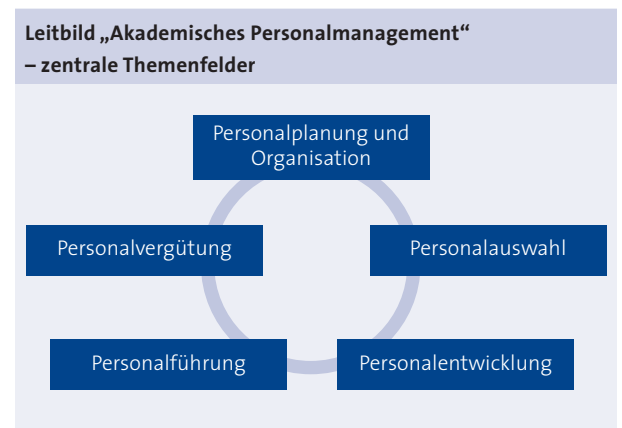 Leitbild „Akademisches Personalmanagement“
– zentrale Themenfelder
Personalplanung und
Organisation
Personalvergütung
Personalauswahl
Personalführung
Personalentwicklung